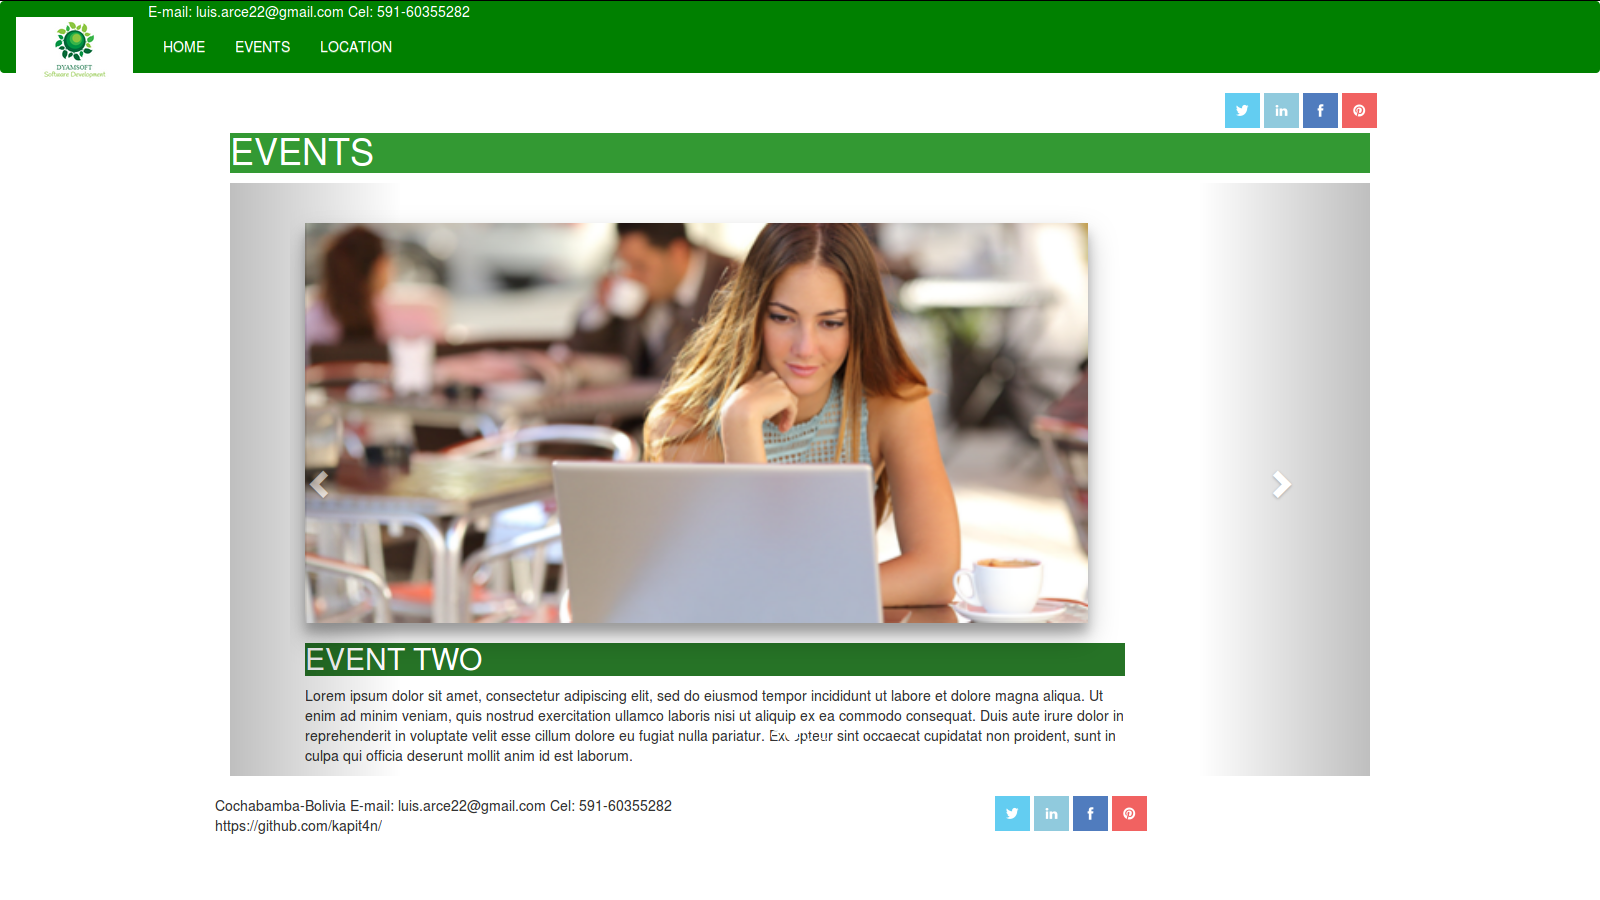 E-mail: luis.arce22@gmail.com Cel: 591-60355282
DYAMSOFT
Software Development
HOME EVENTS LOCATION
EVENTS
EVENT TWO
Lorem ipsum dolor sit amet, consectetur adipiscing elit, sed do eiusmod tempor incididunt ut labore et dolore magna aliqua. Ut
enim ad minim veniam, quis nostrud exercitation ullamco laboris nisi ut aliquip ex ea commodo consequat. Duis aute irure dolor in
reprehenderit in voluptate velit esse cillum dolore eu fugiat nulla pariatur. Excepteur sint occaecat cupidatat non proident, sunt in
culpa qui officia deserunt mollit anim id est laborum.
Cochabamba-Bolivia E-mail: luis.arce22@gmail.com Cel: 591-60355282
https://github.com/kapit4n/